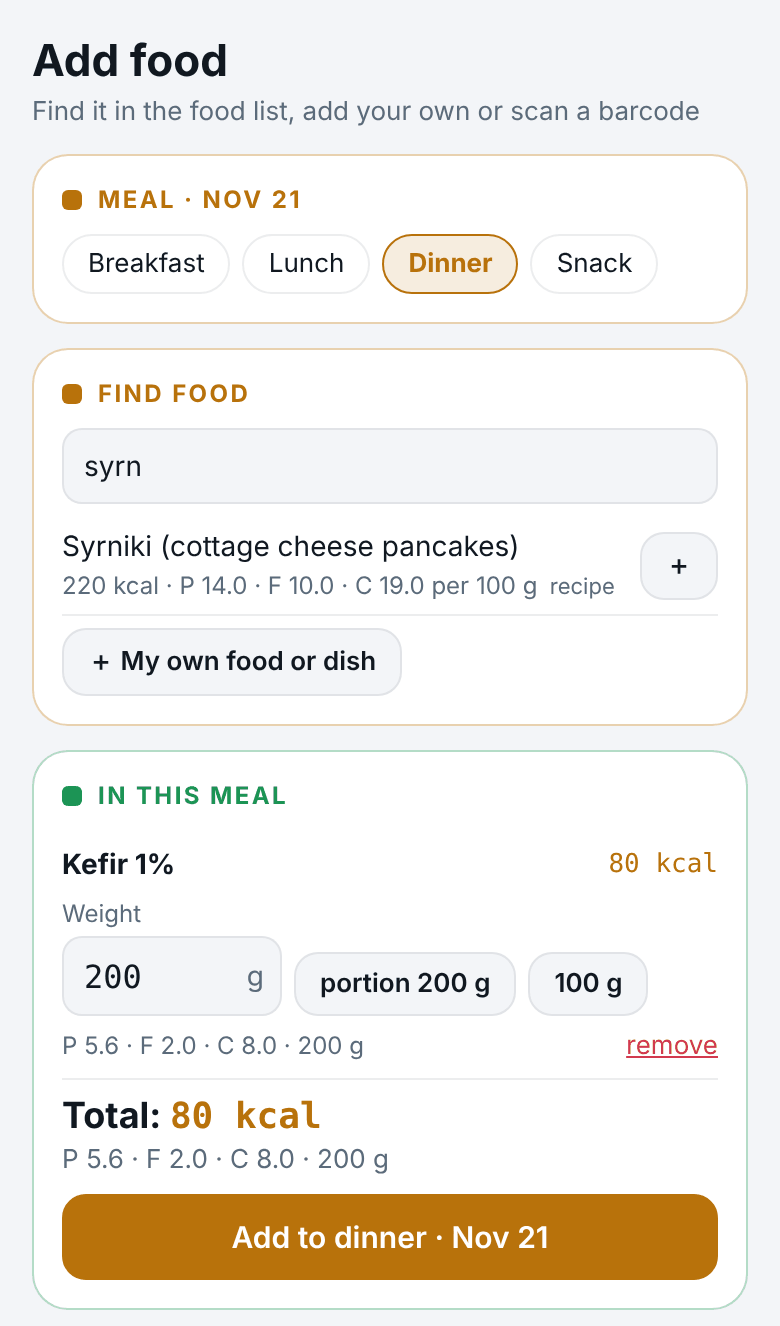 Add food
Find it in the food list, add your own or scan a barcode
MEAL · NOV 21
Breakfast Lunch Dinner Snack
FIND FOOD
syrn
Syrniki (cottage cheese pancakes)
220 kcal · P 14.0 · F 10.0 · C 19.0 per 100 g recipe
+
+ My own food or dish
IN THIS MEAL
Kefir 1% 80 kcal
Weight
200 g portion 200 g 100 g
P 5.6 · F 2.0 · C 8.0 · 200 g remove
Total: 80 kcal
P 5.6 · F 2.0 · C 8.0 · 200 g
Add to dinner · Nov 21